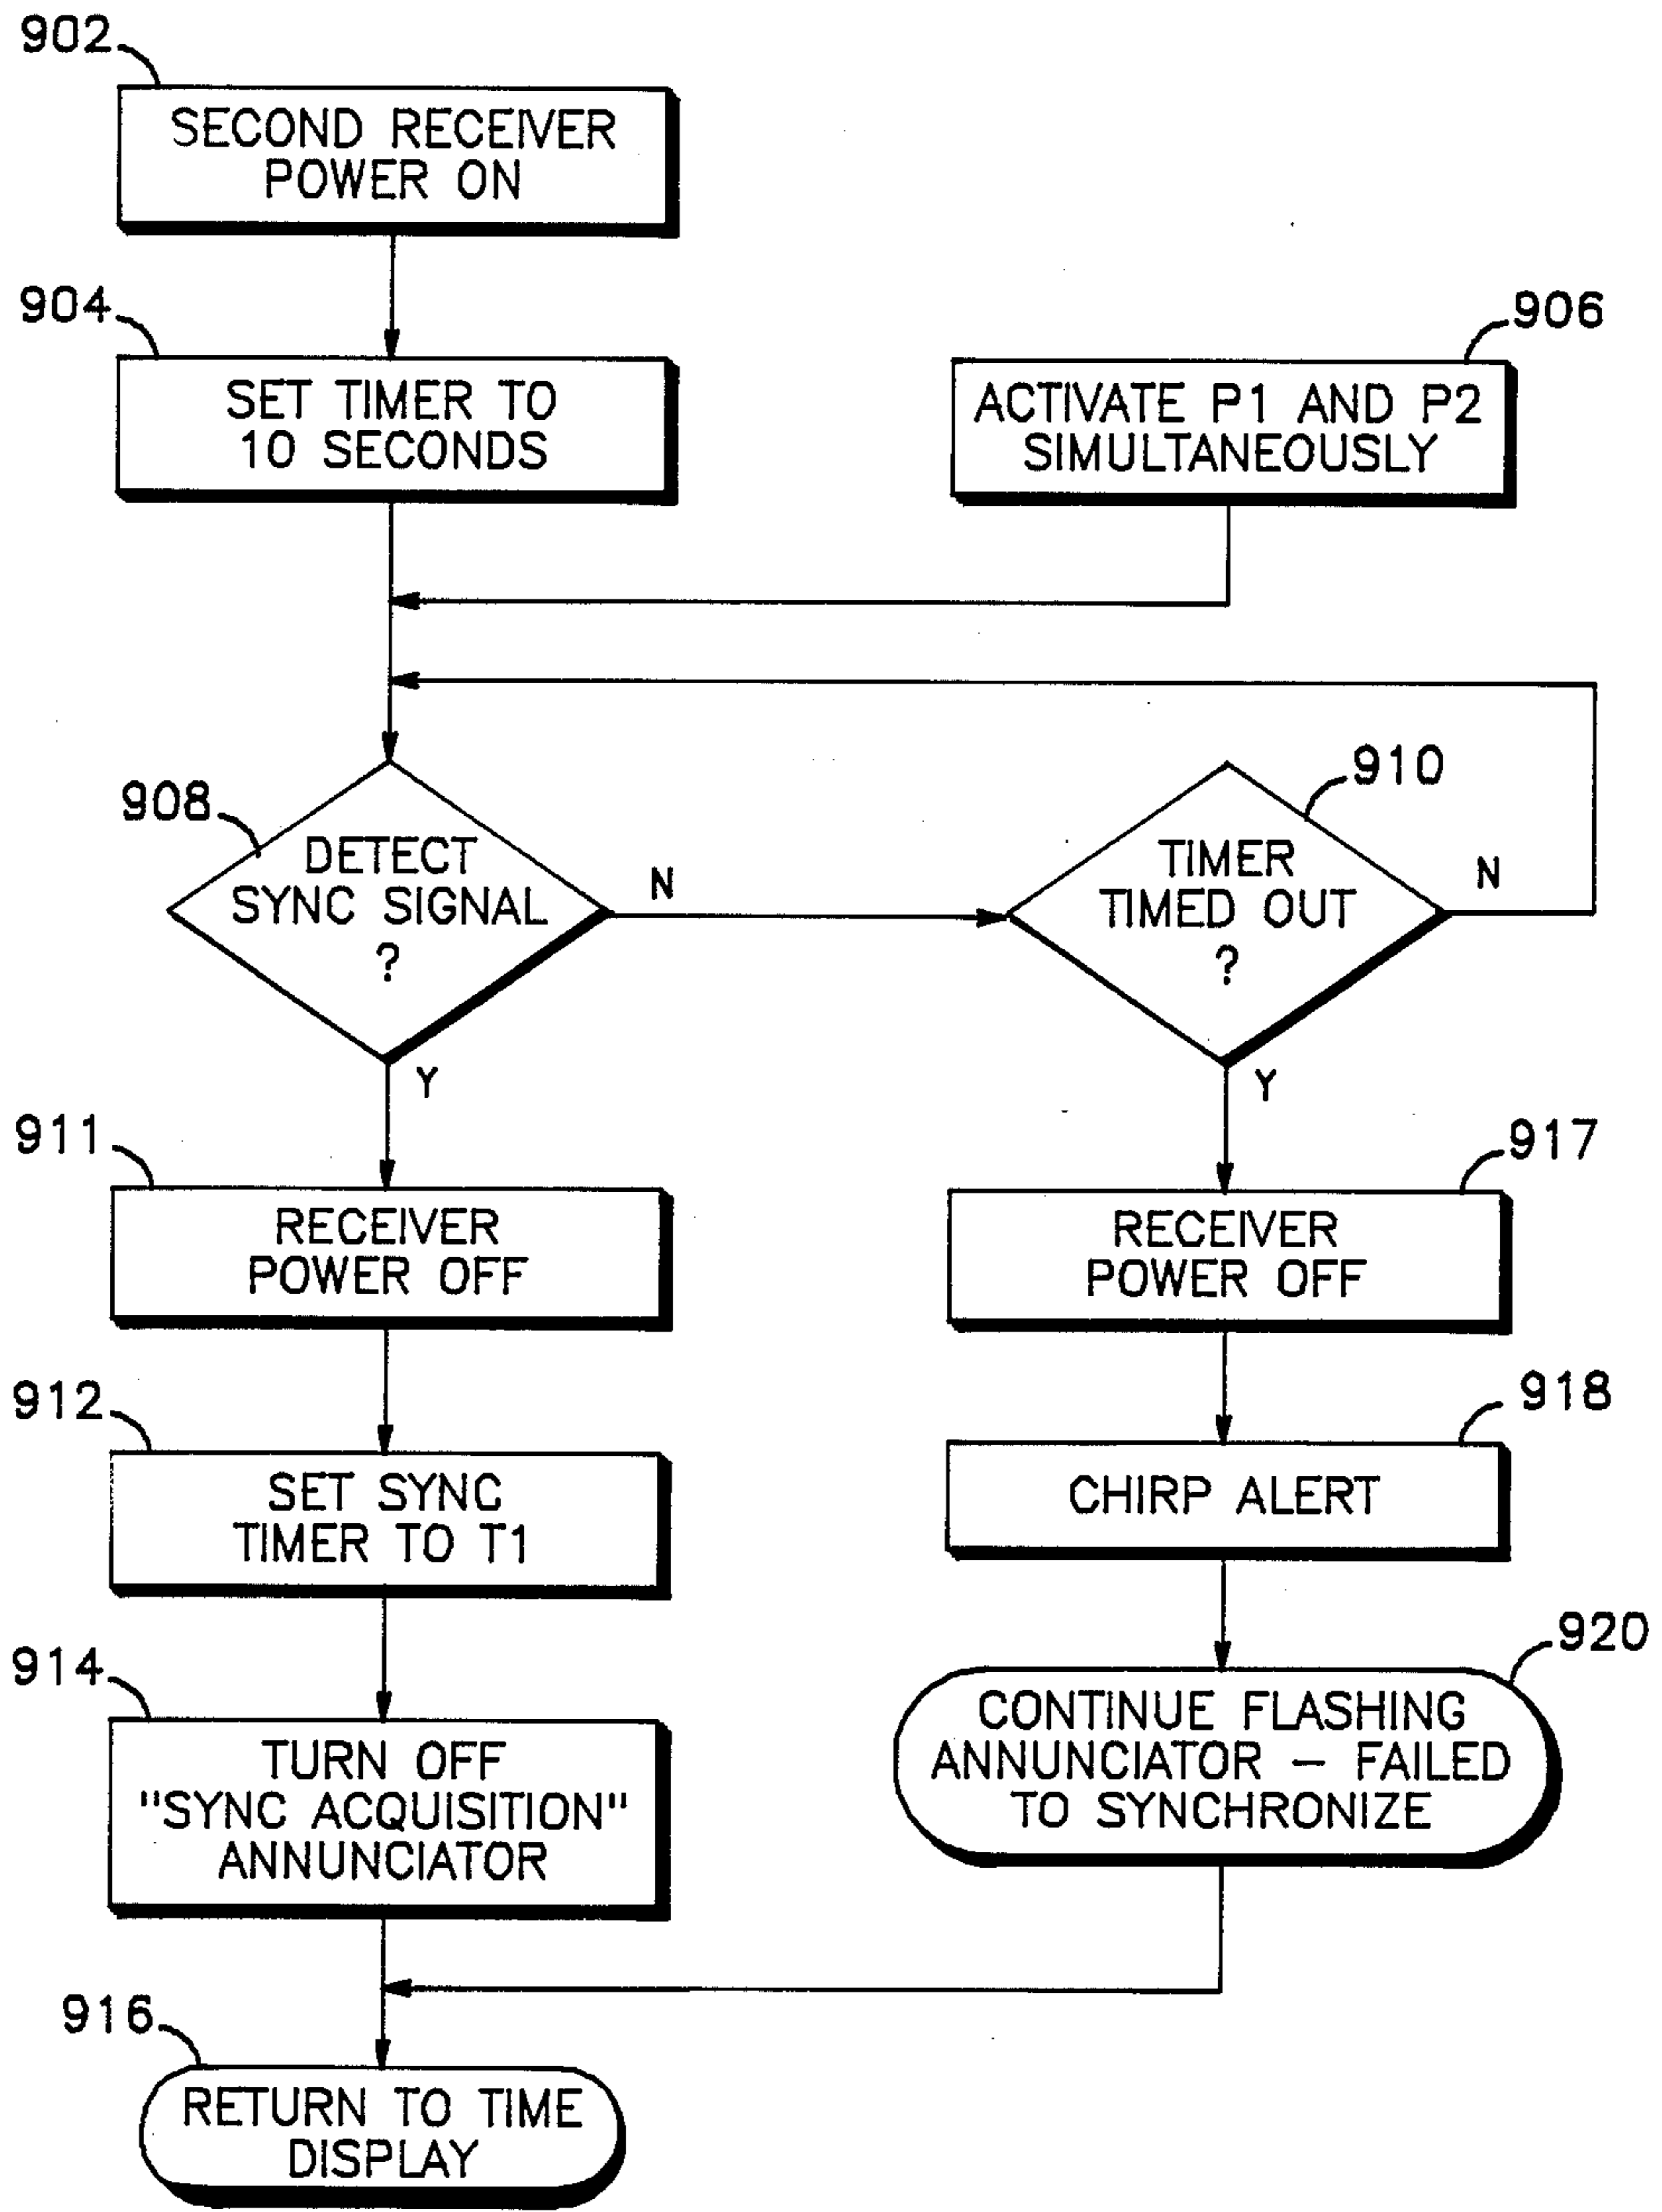 902
SECOND RECEIVER
POWER ON
904
SET TIMER TO
10 SECONDS
906
ACTIVATE P1 AND P2
SIMULTANEOUSLY
908
DETECT
SYNC SIGNAL
?
N
Y
910
TIMER
TIMED OUT
?
N
Y
911
RECEIVER
POWER OFF
917
RECEIVER
POWER OFF
912
SET SYNC
TIMER TO T1
918
CHIRP ALERT
914
TURN OFF
"SYNC ACQUISITION"
ANNUNCIATOR
920
CONTINUE FLASHING
ANNUNCIATOR – FAILED
TO SYNCHRONIZE
916
RETURN TO TIME
DISPLAY